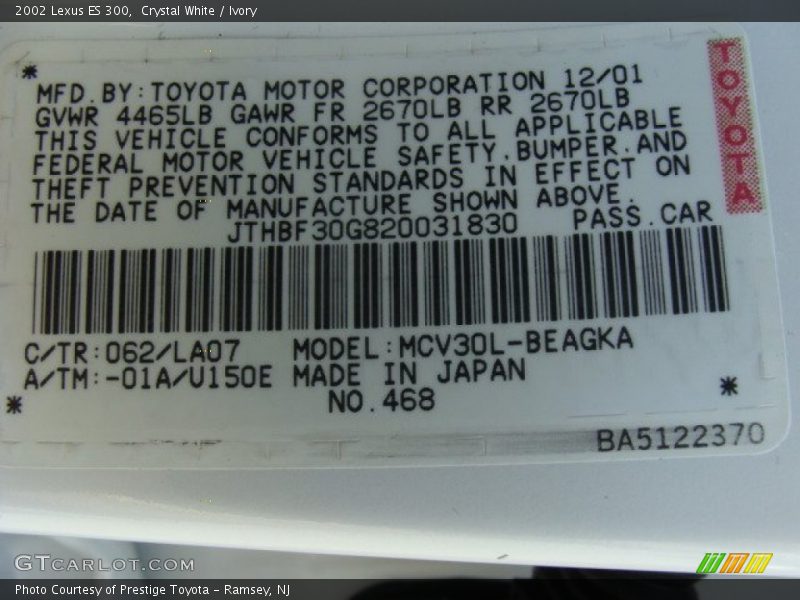 2002 Lexus ES 300, Crystal White / Ivory
MFD.BY:TOYOTA MOTOR CORPORATION 12/01
GVWR 4465LB GAWR FR 2670LB RR 2670LB
THIS VEHICLE CONFORMS TO ALL APPLICABLE
FEDERAL MOTOR VEHICLE SAFETY,BUMPER,AND
THEFT PREVENTION STANDARDS IN EFFECT ON
THE DATE OF MANUFACTURE SHOWN ABOVE.
JTHBF30G820031830 PASS.CAR
TOYOTA
C/TR:062/LA07 MODEL:MCV30L-BEAGKA
A/TM:-01A/U150E MADE IN JAPAN
NO.468
BA5122370
GTCARLOT.COM
Photo Courtesy of Prestige Toyota - Ramsey, NJ